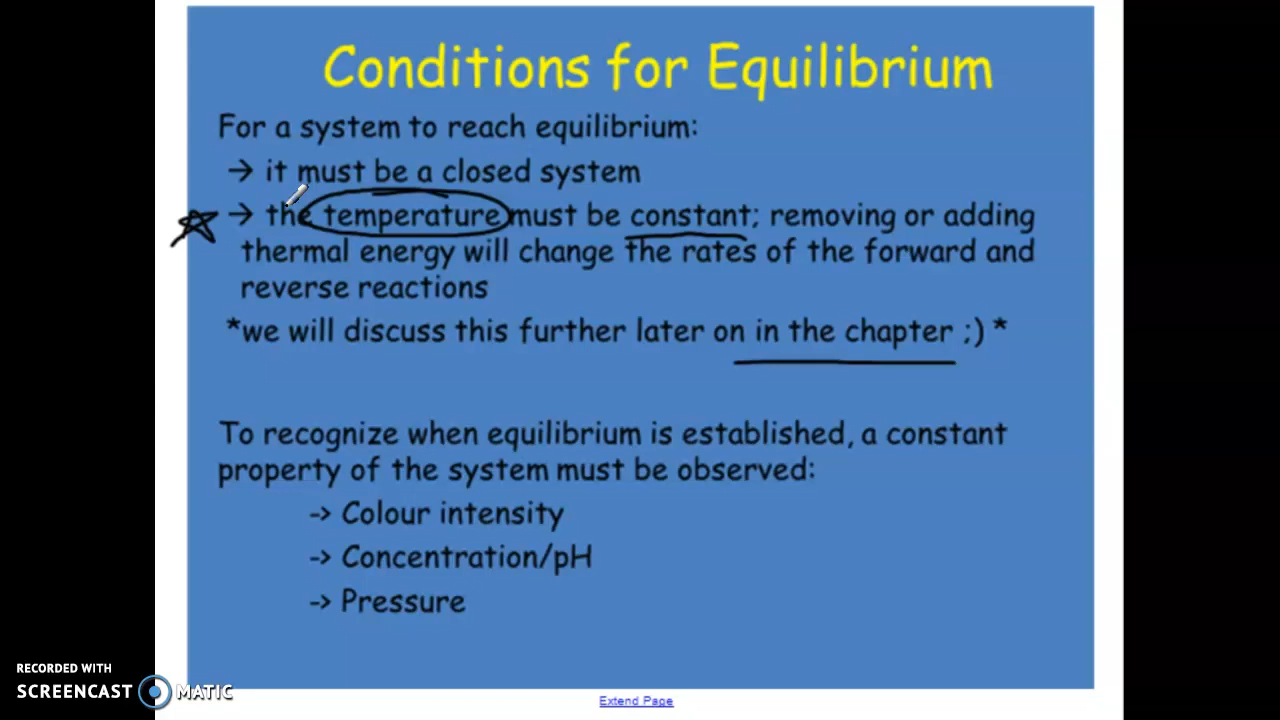 Conditions for Equilibrium
For a system to reach equilibrium:
→ it must be a closed system
→ the temperature must be constant; removing or adding
thermal energy will change the rates of the forward and
reverse reactions
*we will discuss this further later on in the chapter ;) *
To recognize when equilibrium is established, a constant
property of the system must be observed:
-> Colour intensity
-> Concentration/pH
-> Pressure
RECORDED WITH
SCREENCAST MATIC
Extend Page